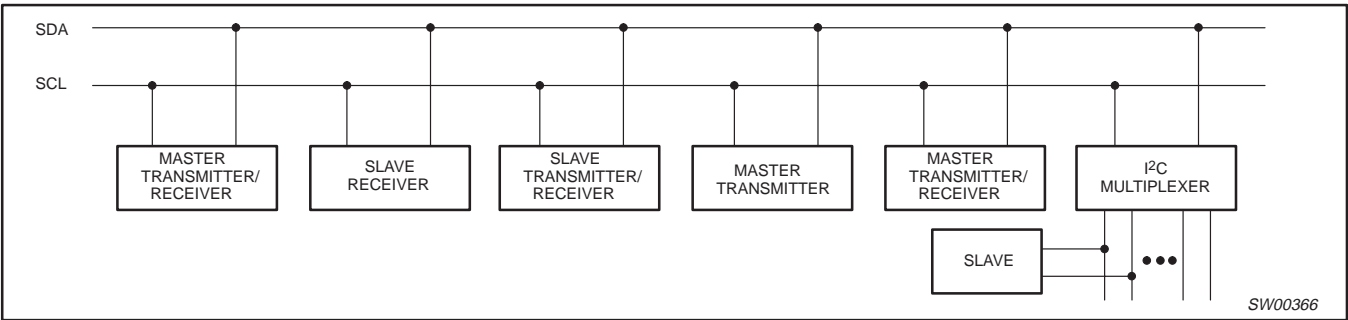 SDA
SCL
MASTER
TRANSMITTER/
RECEIVER
SLAVE
RECEIVER
SLAVE
TRANSMITTER/
RECEIVER
MASTER
TRANSMITTER
MASTER
TRANSMITTER/
RECEIVER
I²C
MULTIPLEXER
SLAVE
SW00366